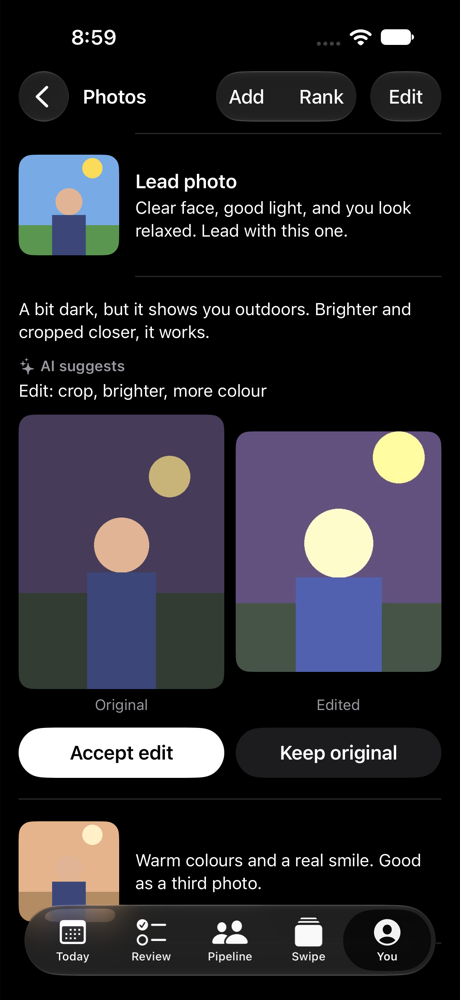 8:59
Photos
Add
Rank
Edit
Lead photo
Clear face, good light, and you look
relaxed. Lead with this one.
A bit dark, but it shows you outdoors. Brighter and
cropped closer, it works.
AI suggests
Edit: crop, brighter, more colour
Original
Edited
Accept edit
Keep original
Warm colours and a real smile. Good
as a third photo.
Today
Review
Pipeline
Swipe
You